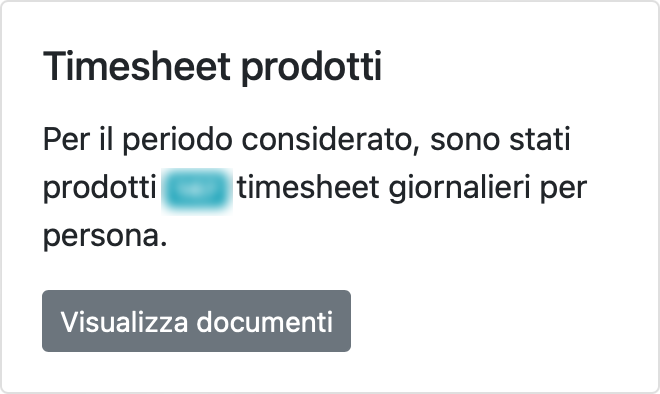 Timesheet prodotti
Per il periodo considerato, sono stati
prodotti timesheet giornalieri per
persona.
Visualizza documenti